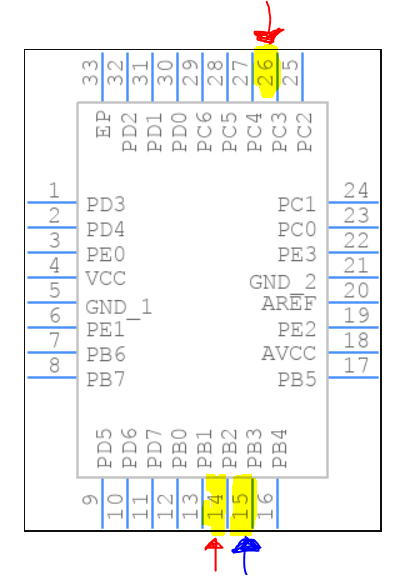 33 32 31 30 29 28 27 26 25
EP PD2 PD1 PD0 PC6 PC5 PC4 PC3 PC2
1 PD3 PC1 24
2 PD4 PC0 23
3 PE0 PE3 22
4 VCC GND_2 21
5 GND_1 AREF 20
6 PE1 PE2 19
7 PB6 AVCC 18
8 PB7 PB5 17
PD5 PD6 PD7 PB0 PB1 PB2 PB3 PB4
9 10 11 12 13 14 15 16